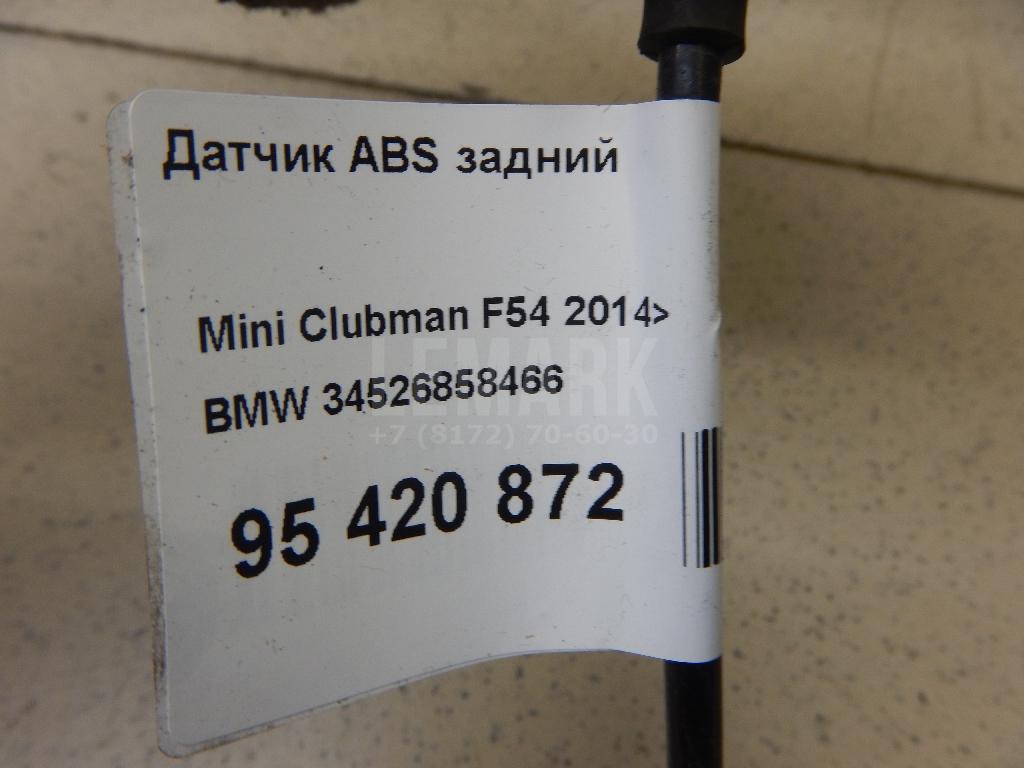 Датчик ABS задний
Mini Clubman F54 2014>
BMW 34526858466
LEMARK
+7 (8172) 70-60-30
95 420 872